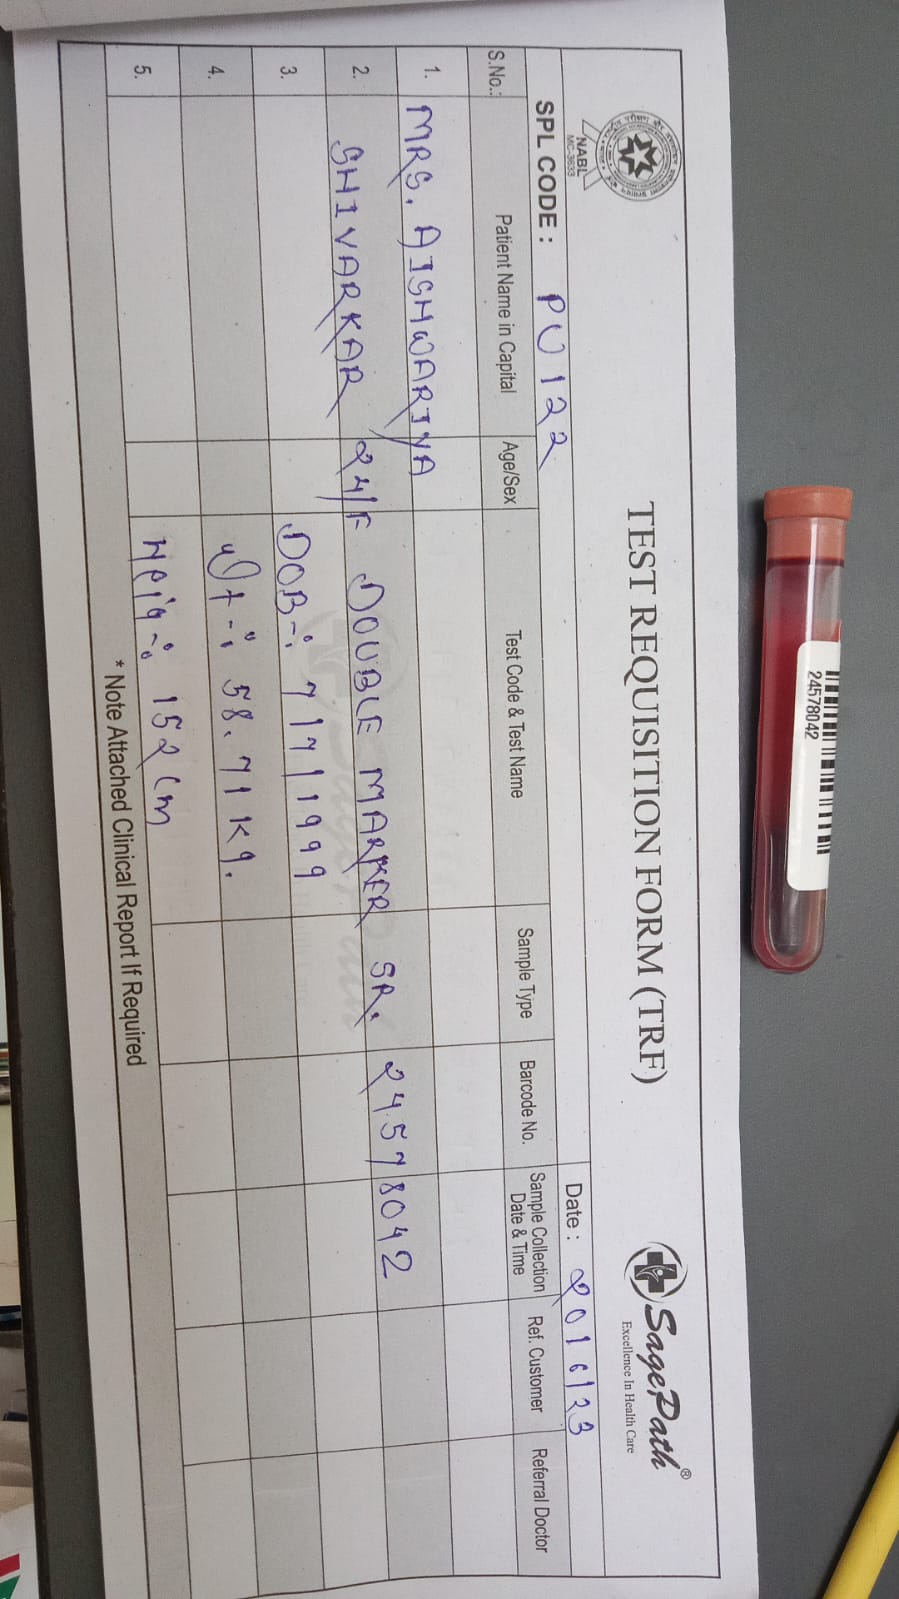 NABL
MC-3633
TEST REQUISITION FORM (TRF)
SagePath®
Excellence In Health Care
SPL CODE : PU122
Date : 20/6/23
S.No.: Patient Name in Capital Age/Sex Test Code & Test Name Sample Type Barcode No. Sample Collection Date & Time Ref. Customer Referral Doctor
1. MRS. AISHWARIYA
2. SHIVARKAR 24/F DOUBLE MARKER SR. 24578042
3. DOB-: 7/7/1999
4. Wt-: 58.71 Kg.
5. Heig-: 152 cm
* Note Attached Clinical Report If Required
24578042